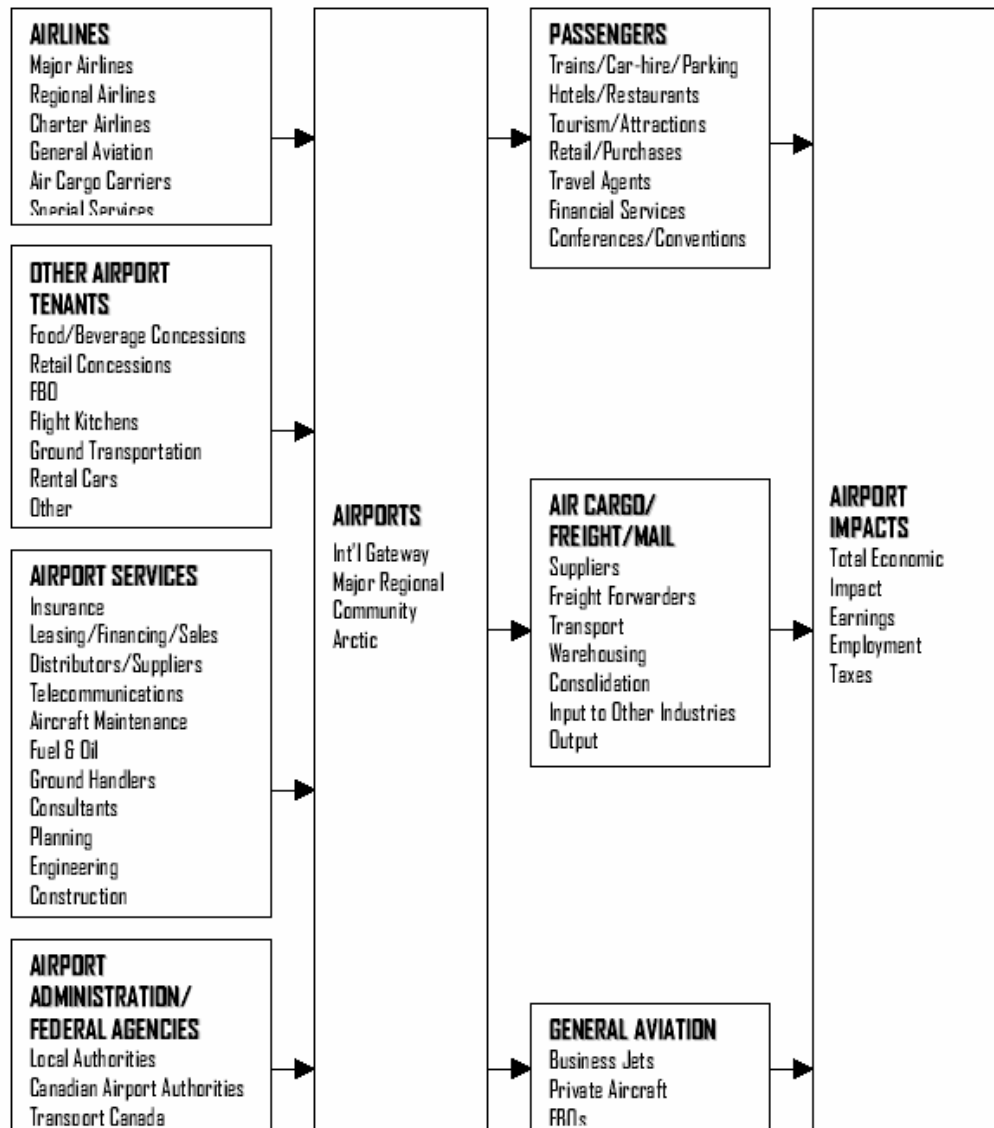 AIRLINES
Major Airlines
Regional Airlines
Charter Airlines
General Aviation
Air Cargo Carriers
Special Services
OTHER AIRPORT
TENANTS
Food/Beverage Concessions
Retail Concessions
FBO
Flight Kitchens
Ground Transportation
Rental Cars
Other
AIRPORT SERVICES
Insurance
Leasing/Financing/Sales
Distributors/Suppliers
Telecommunications
Aircraft Maintenance
Fuel & Oil
Ground Handlers
Consultants
Planning
Engineering
Construction
AIRPORT
ADMINISTRATION/
FEDERAL AGENCIES
Local Authorities
Canadian Airport Authorities
Transport Canada
AIRPORTS
Int'l Gateway
Major Regional
Community
Arctic
PASSENGERS
Trains/Car-hire/Parking
Hotels/Restaurants
Tourism/Attractions
Retail/Purchases
Travel Agents
Financial Services
Conferences/Conventions
AIR CARGO/
FREIGHT/MAIL
Suppliers
Freight Forwarders
Transport
Warehousing
Consolidation
Input to Other Industries
Output
GENERAL AVIATION
Business Jets
Private Aircraft
FBOs
AIRPORT
IMPACTS
Total Economic
Impact
Earnings
Employment
Taxes